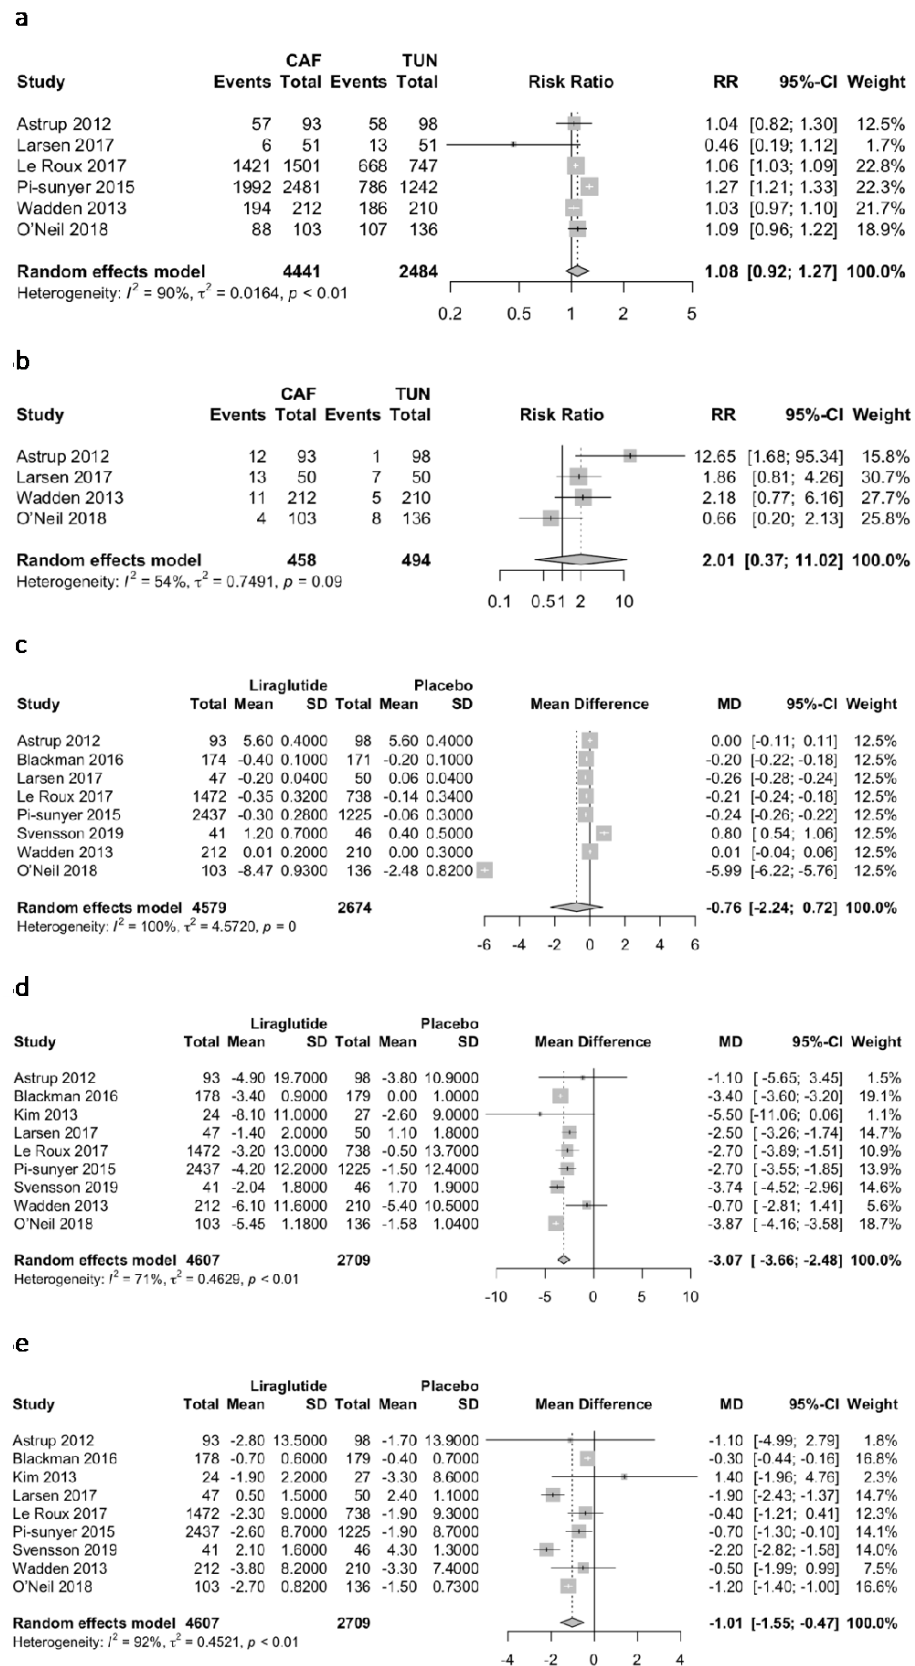 a
CAF TUN
Study Events Total Events Total Risk Ratio RR 95%-CI Weight
Astrup 2012 57 93 58 98 1.04 [0.82; 1.30] 12.5%
Larsen 2017 6 51 13 51 0.46 [0.19; 1.12] 1.7%
Le Roux 2017 1421 1501 668 747 1.06 [1.03; 1.09] 22.8%
Pi-sunyer 2015 1992 2481 786 1242 1.27 [1.21; 1.33] 22.3%
Wadden 2013 194 212 186 210 1.03 [0.97; 1.10] 21.7%
O'Neil 2018 88 103 107 136 1.09 [0.96; 1.22] 18.9%
Random effects model 4441 2484 1.08 [0.92; 1.27] 100.0%
Heterogeneity: I² = 90%, τ² = 0.0164, p < 0.01
0.2 0.5 1 2 5
b
CAF TUN
Study Events Total Events Total Risk Ratio RR 95%-CI Weight
Astrup 2012 12 93 1 98 12.65 [1.68; 95.34] 15.8%
Larsen 2017 13 50 7 50 1.86 [0.81; 4.26] 30.7%
Wadden 2013 11 212 5 210 2.18 [0.77; 6.16] 27.7%
O'Neil 2018 4 103 8 136 0.66 [0.20; 2.13] 25.8%
Random effects model 458 494 2.01 [0.37; 11.02] 100.0%
Heterogeneity: I² = 54%, τ² = 0.7491, p = 0.09
0.1 0.5 1 2 10
c
Liraglutide Placebo
Study Total Mean SD Total Mean SD Mean Difference MD 95%-CI Weight
Astrup 2012 93 5.60 0.4000 98 5.60 0.4000 0.00 [-0.11; 0.11] 12.5%
Blackman 2016 174 -0.40 0.1000 171 -0.20 0.1000 -0.20 [-0.22; -0.18] 12.5%
Larsen 2017 47 -0.20 0.0400 50 0.06 0.0400 -0.26 [-0.28; -0.24] 12.5%
Le Roux 2017 1472 -0.35 0.3200 738 -0.14 0.3400 -0.21 [-0.24; -0.18] 12.5%
Pi-sunyer 2015 2437 -0.30 0.2800 1225 -0.06 0.3000 -0.24 [-0.26; -0.22] 12.5%
Svensson 2019 41 1.20 0.7000 46 0.40 0.5000 0.80 [ 0.54; 1.06] 12.5%
Wadden 2013 212 0.01 0.2000 210 0.00 0.3000 0.01 [-0.04; 0.06] 12.5%
O'Neil 2018 103 -8.47 0.9300 136 -2.48 0.8200 -5.99 [-6.22; -5.76] 12.5%
Random effects model 4579 2674 -0.76 [-2.24; 0.72] 100.0%
Heterogeneity: I² = 100%, τ² = 4.5720, p = 0
-6 -4 -2 0 2 4 6
d
Liraglutide Placebo
Study Total Mean SD Total Mean SD Mean Difference MD 95%-CI Weight
Astrup 2012 93 -4.90 19.7000 98 -3.80 10.9000 -1.10 [ -5.65; 3.45] 1.5%
Blackman 2016 178 -3.40 0.9000 179 0.00 1.0000 -3.40 [ -3.60; -3.20] 19.1%
Kim 2013 24 -8.10 11.0000 27 -2.60 9.0000 -5.50 [-11.06; 0.06] 1.1%
Larsen 2017 47 -1.40 2.0000 50 1.10 1.8000 -2.50 [ -3.26; -1.74] 14.7%
Le Roux 2017 1472 -3.20 13.0000 738 -0.50 13.7000 -2.70 [ -3.89; -1.51] 10.9%
Pi-sunyer 2015 2437 -4.20 12.2000 1225 -1.50 12.4000 -2.70 [ -3.55; -1.85] 13.9%
Svensson 2019 41 -2.04 1.8000 46 1.70 1.9000 -3.74 [ -4.52; -2.96] 14.6%
Wadden 2013 212 -6.10 11.6000 210 -5.40 10.5000 -0.70 [ -2.81; 1.41] 5.6%
O'Neil 2018 103 -5.45 1.1800 136 -1.58 1.0400 -3.87 [ -4.16; -3.58] 18.7%
Random effects model 4607 2709 -3.07 [ -3.66; -2.48] 100.0%
Heterogeneity: I² = 71%, τ² = 0.4629, p < 0.01
-10 -5 0 5 10
e
Liraglutide Placebo
Study Total Mean SD Total Mean SD Mean Difference MD 95%-CI Weight
Astrup 2012 93 -2.80 13.5000 98 -1.70 13.9000 -1.10 [-4.99; 2.79] 1.8%
Blackman 2016 178 -0.70 0.6000 179 -0.40 0.7000 -0.30 [-0.44; -0.16] 16.8%
Kim 2013 24 -1.90 2.2000 27 -3.30 8.6000 1.40 [-1.96; 4.76] 2.3%
Larsen 2017 47 0.50 1.5000 50 2.40 1.1000 -1.90 [-2.43; -1.37] 14.7%
Le Roux 2017 1472 -2.30 9.0000 738 -1.90 9.3000 -0.40 [-1.21; 0.41] 12.3%
Pi-sunyer 2015 2437 -2.60 8.7000 1225 -1.90 8.7000 -0.70 [-1.30; -0.10] 14.1%
Svensson 2019 41 2.10 1.6000 46 4.30 1.3000 -2.20 [-2.82; -1.58] 14.0%
Wadden 2013 212 -3.80 8.2000 210 -3.30 7.4000 -0.50 [-1.99; 0.99] 7.5%
O'Neil 2018 103 -2.70 0.8200 136 -1.50 0.7300 -1.20 [-1.40; -1.00] 16.6%
Random effects model 4607 2709 -1.01 [-1.55; -0.47] 100.0%
Heterogeneity: I² = 92%, τ² = 0.4521, p < 0.01
-4 -2 0 2 4